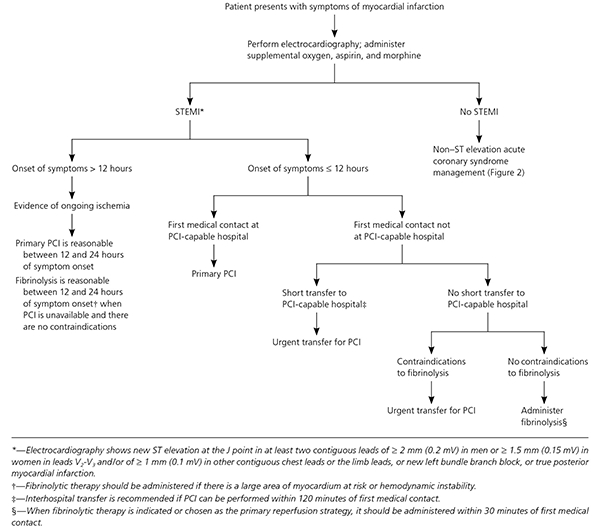 Patient presents with symptoms of myocardial infarction
Perform electrocardiography; administer
supplemental oxygen, aspirin, and morphine
STEMI*
No STEMI
Non–ST elevation acute
coronary syndrome
management (Figure 2)
Onset of symptoms > 12 hours
Onset of symptoms ≤ 12 hours
Evidence of ongoing ischemia
Primary PCI is reasonable
between 12 and 24 hours
of symptom onset
Fibrinolysis is reasonable
between 12 and 24 hours
of symptom onset† when
PCI is unavailable and there
are no contraindications
First medical contact at
PCI-capable hospital
Primary PCI
First medical contact not
at PCI-capable hospital
Short transfer to
PCI-capable hospital‡
Urgent transfer for PCI
No short transfer to
PCI-capable hospital
Contraindications
to fibrinolysis
Urgent transfer for PCI
No contraindications
to fibrinolysis
Administer
fibrinolysis§
*—Electrocardiography shows new ST elevation at the J point in at least two contiguous leads of ≥ 2 mm (0.2 mV) in men or ≥ 1.5 mm (0.15 mV) in
women in leads V2-V3 and/or of ≥ 1 mm (0.1 mV) in other contiguous chest leads or the limb leads, or new left bundle branch block, or true posterior
myocardial infarction.
†—Fibrinolytic therapy should be administered if there is a large area of myocardium at risk or hemodynamic instability.
‡—Interhospital transfer is recommended if PCI can be performed within 120 minutes of first medical contact.
§—When fibrinolytic therapy is indicated or chosen as the primary reperfusion strategy, it should be administered within 30 minutes of first medical
contact.